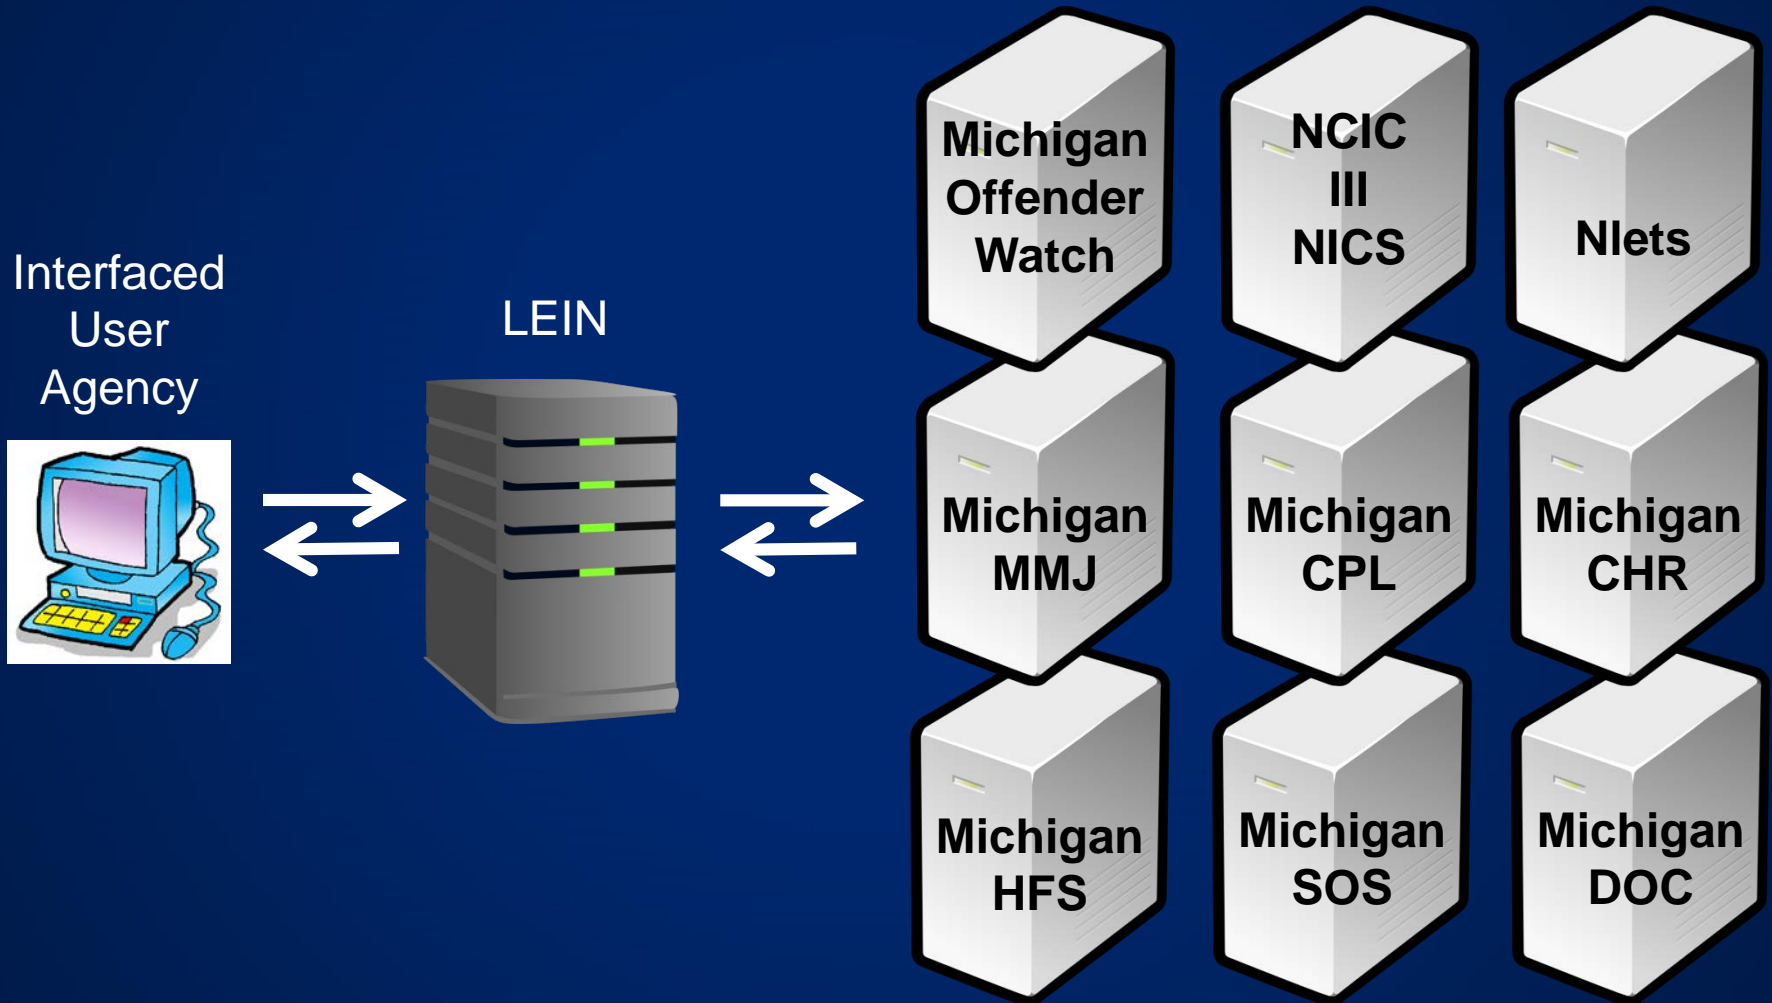 Interfaced
User
Agency
LEIN
Michigan
Offender
Watch
NCIC
III
NICS
Nlets
Michigan
MMJ
Michigan
CPL
Michigan
CHR
Michigan
HFS
Michigan
SOS
Michigan
DOC